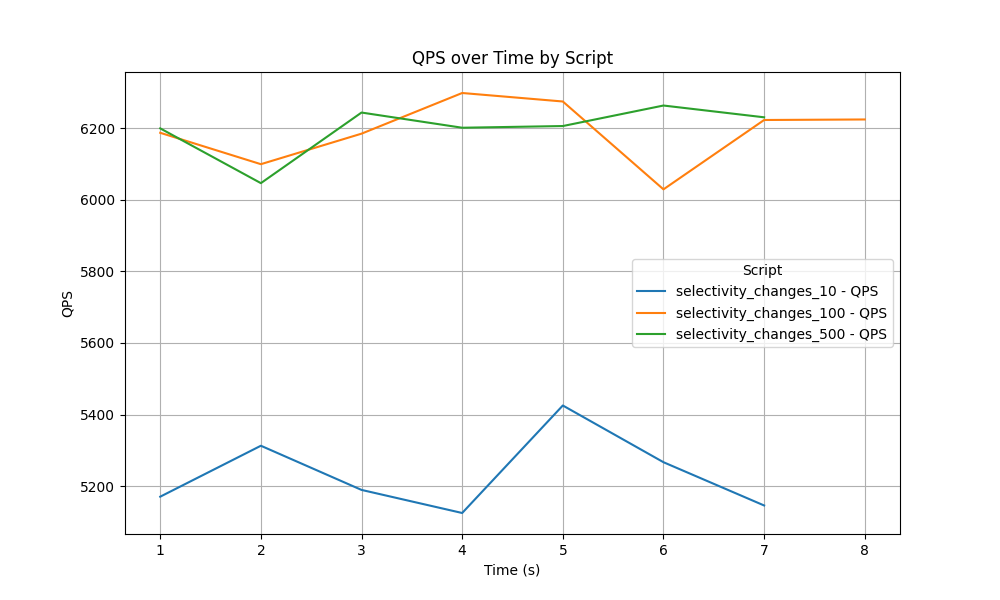 QPS over Time by Script
QPS
6200
6000
5800
5600
5400
5200
Script
selectivity_changes_10 - QPS
selectivity_changes_100 - QPS
selectivity_changes_500 - QPS
1 2 3 4 5 6 7 8
Time (s)